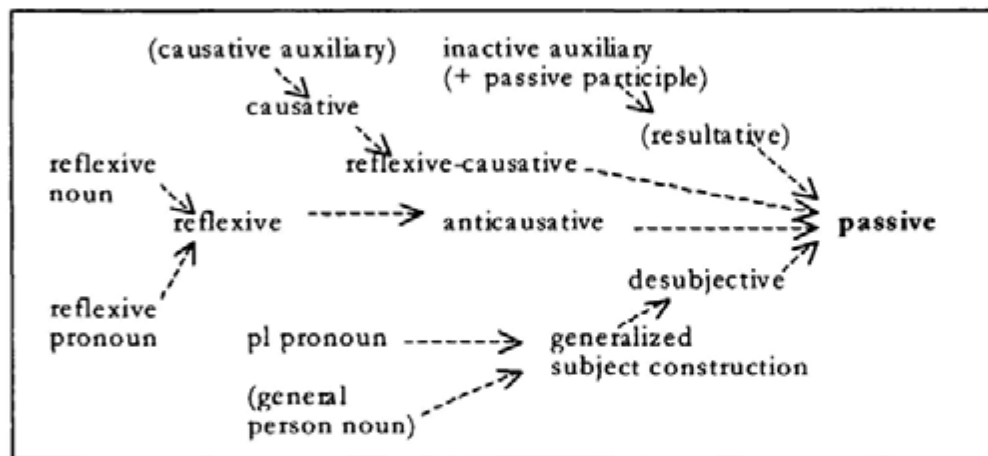 (causative auxiliary)
inactive auxiliary
(+ passive participle)
causative
(resultative)
reflexive
noun
reflexive-causative
reflexive
anticausative
passive
desubjective
reflexive
pronoun
pl pronoun
generalized
subject construction
(general
person noun)